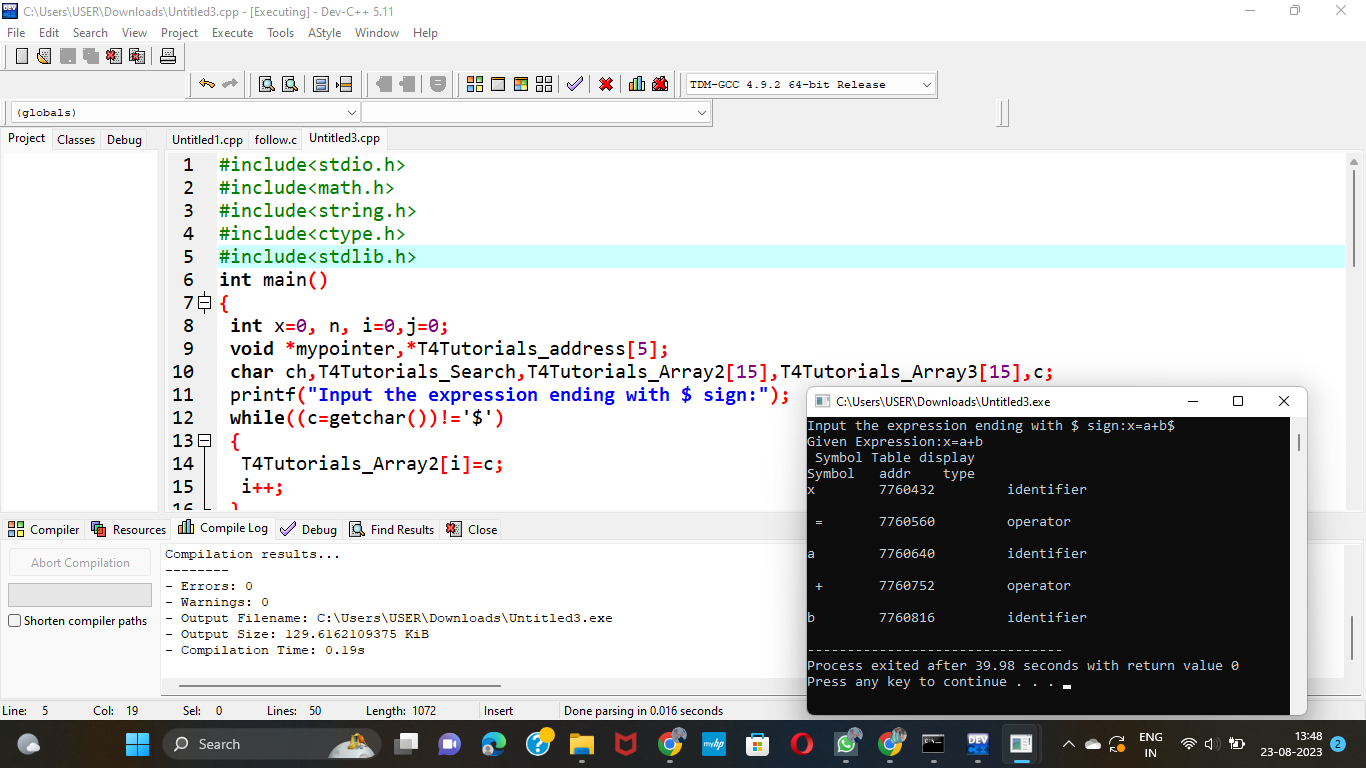 C:\Users\USER\Downloads\Untitled3.cpp - [Executing] - Dev-C++ 5.11
File Edit Search View Project Execute Tools AStyle Window Help
TDM-GCC 4.9.2 64-bit Release
(globals)
Project Classes Debug
Untitled1.cpp follow.c Untitled3.cpp
1 #include<stdio.h>
2 #include<math.h>
3 #include<string.h>
4 #include<ctype.h>
5 #include<stdlib.h>
6 int main()
7 {
8 int x=0, n, i=0,j=0;
9 void *mypointer,*T4Tutorials_address[5];
10 char ch,T4Tutorials_Search,T4Tutorials_Array2[15],T4Tutorials_Array3[15],c;
11 printf("Input the expression ending with $ sign:");
12 while((c=getchar())!='$')
13 {
14 T4Tutorials_Array2[i]=c;
15 i++;
16 }
Compiler Resources Compile Log Debug Find Results Close
Abort Compilation
Shorten compiler paths
Compilation results...
--------
- Errors: 0
- Warnings: 0
- Output Filename: C:\Users\USER\Downloads\Untitled3.exe
- Output Size: 129.6162109375 KiB
- Compilation Time: 0.19s
C:\Users\USER\Downloads\Untitled3.exe
Input the expression ending with $ sign:x=a+b$
Given Expression:x=a+b
Symbol Table display
Symbol addr type
x 7760432 identifier
= 7760560 operator
a 7760640 identifier
+ 7760752 operator
b 7760816 identifier
--------------------------------
Process exited after 39.98 seconds with return value 0
Press any key to continue . . .
Line: 5 Col: 19 Sel: 0 Lines: 50 Length: 1072 Insert Done parsing in 0.016 seconds
Search
myhp
DEV
ENG
IN
13:48
23-08-2023
2